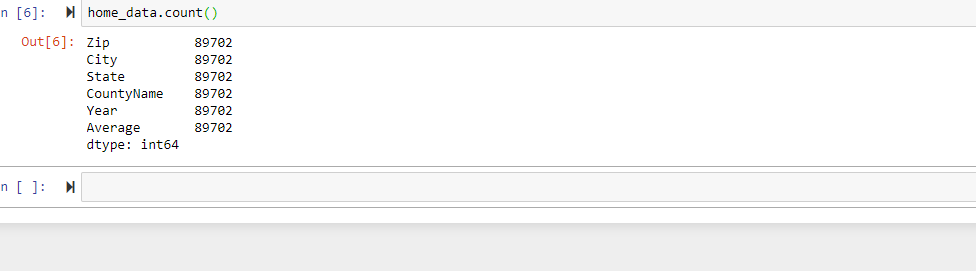 n [6]: home_data.count()
Out[6]: Zip 89702
City 89702
State 89702
CountyName 89702
Year 89702
Average 89702
dtype: int64
n [ ]: